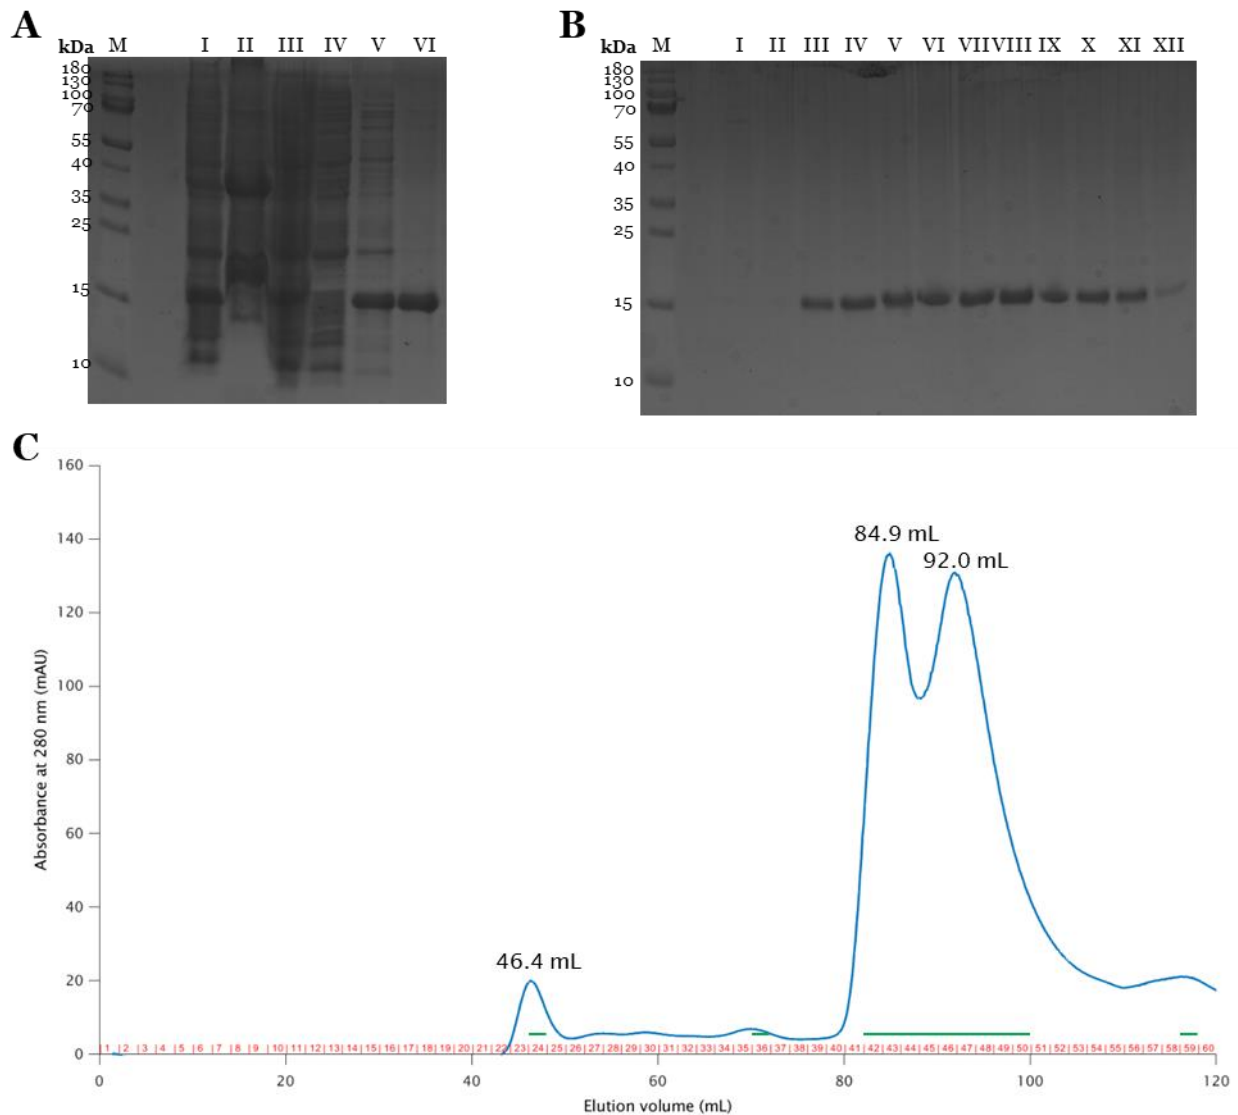 A
kDa M I II III IV V VI
180
130
100
70
55
40
35
25
15
10
B
kDa M I II III IV V VI VII VIII IX X XI XII
180
130
100
70
55
40
35
25
15
10
C
160
140
120
100
80
60
40
20
0
Absorbance at 280 nm (mAU)
84.9 mL
92.0 mL
46.4 mL
1 2 3 4 5 6 7 8 9 10 11 12 13 14 15 16 17 18 19 20 21 22 23 24 25 26 27 28 29 30 31 32 33 34 35 36 37 38 39 40 41 42 43 44 45 46 47 48 49 50 51 52 53 54 55 56 57 58 59 60
0 20 40 60 80 100 120
Elution volume (mL)